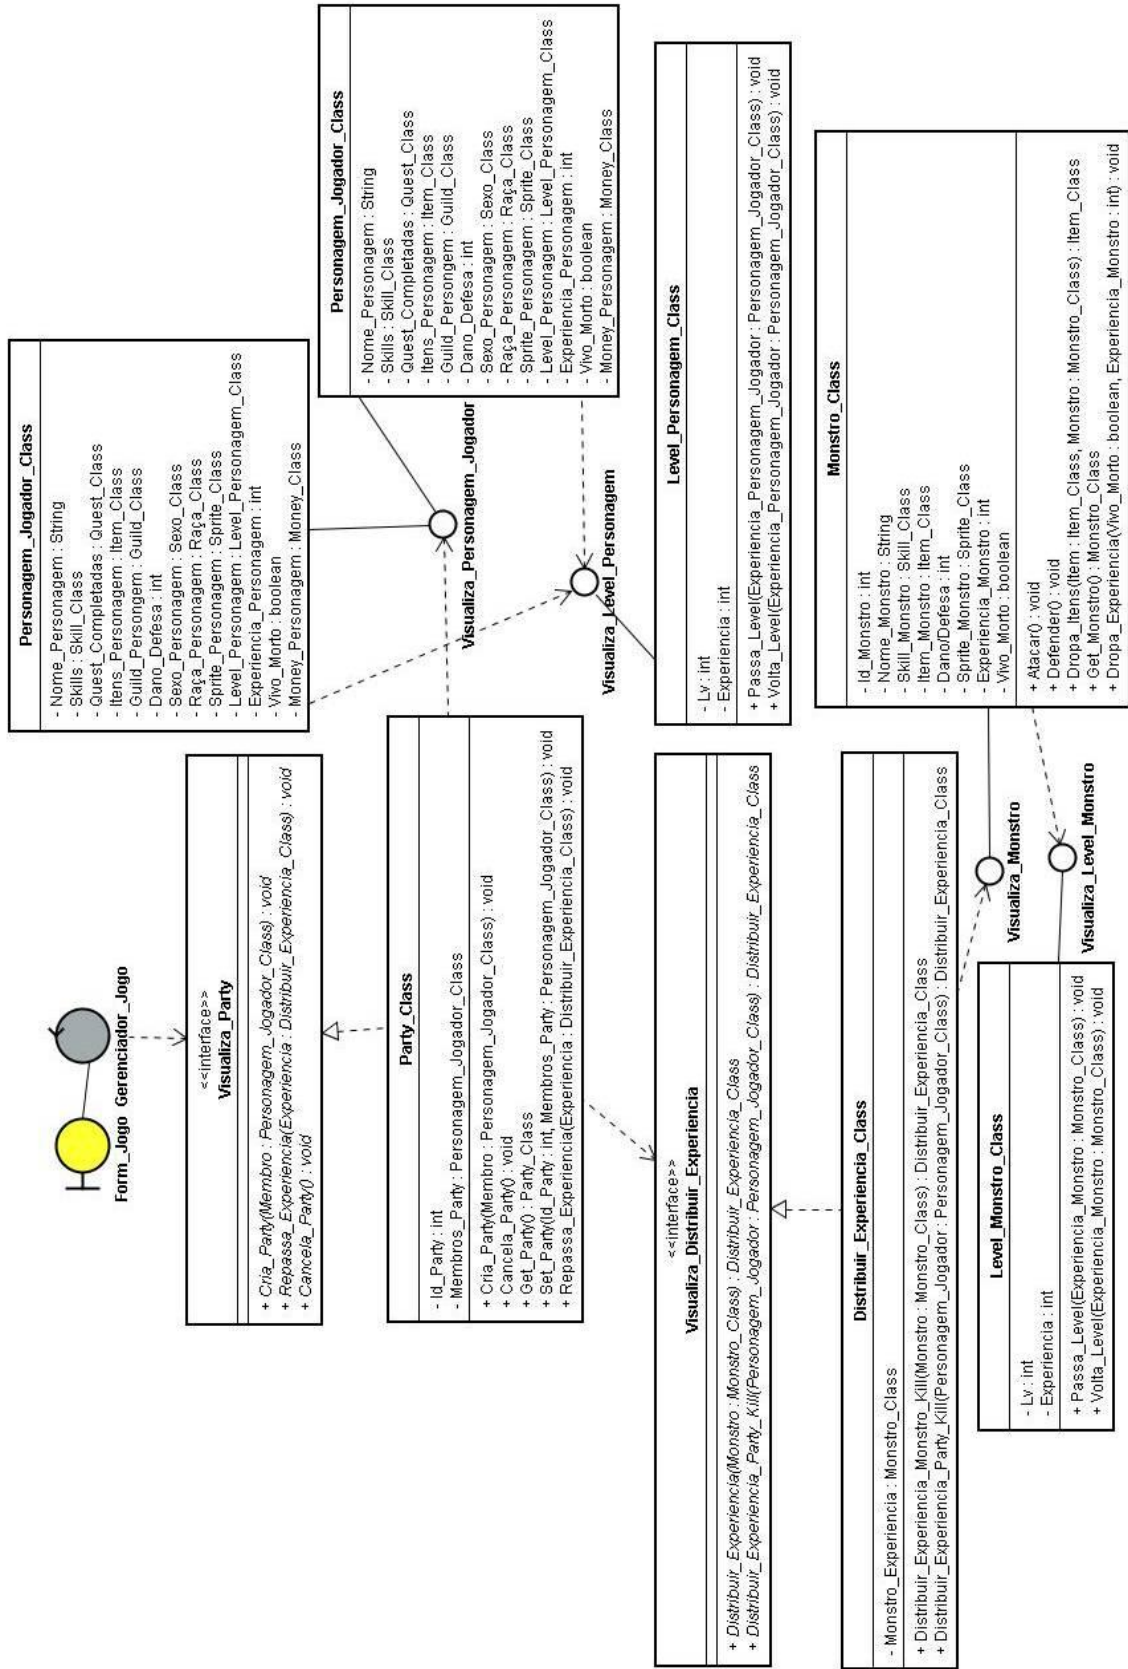 Form_Jogo
Gerenciador_Jogo
<<interface>>
Visualiza_Party
+ Cria_Party(Membro : Personagem_Jogador_Class) : void
+ Repassa_Experiencia(Experiencia : Distribuir_Experiencia_Class) : void
+ Cancela_Party() : void
Personagem_Jogador_Class
- Nome_Personagem : String
- Skills : Skill_Class
- Quest_Completadas : Quest_Class
- Itens_Personagem : Item_Class
- Guild_Persongem : Guild_Class
- Dano_Defesa : int
- Sexo_Personagem : Sexo_Class
- Raça_Personagem : Raça_Class
- Sprite_Personagem : Sprite_Class
- Level_Personagem : Level_Personagem_Class
- Experiencia_Personagem : int
- Vivo_Morto : boolean
- Money_Personagem : Money_Class
Personagem_Jogador_Class
- Nome_Personagem : String
- Skills : Skill_Class
- Quest_Completadas : Quest_Class
- Itens_Personagem : Item_Class
- Guild_Persongem : Guild_Class
- Dano_Defesa : int
- Sexo_Personagem : Sexo_Class
- Raça_Personagem : Raça_Class
- Sprite_Personagem : Sprite_Class
- Level_Personagem : Level_Personagem_Class
- Experiencia_Personagem : int
- Vivo_Morto : boolean
- Money_Personagem : Money_Class
Party_Class
- Id_Party : int
- Membros_Party : Personagem_Jogador_Class
+ Cria_Party(Membro : Personagem_Jogador_Class) : void
+ Cancela_Party() : void
+ Get_Party() : Party_Class
+ Set_Party(Id_Party : int, Membros_Party : Personagem_Jogador_Class) : void
+ Repassa_Experiencia(Experiencia : Distribuir_Experiencia_Class) : void
Visualiza_Personagem_Jogador
Visualiza_Level_Personagem
<<interface>>
Visualiza_Distribuir_Experiencia
+ Distribuir_Experiencia(Monstro : Monstro_Class) : Distribuir_Experiencia_Class
+ Distribuir_Experiencia_Party_Kill(Personagem_Jogador : Personagem_Jogador_Class) : Distribuir_Experiencia_Class
Level_Personagem_Class
- Lv : int
- Experiencia : int
+ Passa_Level(Experiencia_Personagem_Jogador : Personagem_Jogador_Class) : void
+ Volta_Level(Experiencia_Personagem_Jogador : Personagem_Jogador_Class) : void
Distribuir_Experiencia_Class
- Monstro_Experiencia : Monstro_Class
+ Distribuir_Experiencia_Monstro_Kill(Monstro : Monstro_Class) : Distribuir_Experiencia_Class
+ Distribuir_Experiencia_Party_Kill(Personagem_Jogador : Personagem_Jogador_Class) : Distribuir_Experiencia_Class
Monstro_Class
- Id_Monstro : int
- Nome_Monstro : String
- Skill_Monstro : Skill_Class
- Item_Monstro : Item_Class
- Dano/Defesa : int
- Sprite_Monstro : Sprite_Class
- Experiencia_Monstro : int
- Vivo_Morto : boolean
+ Atacar() : void
+ Defender() : void
+ Dropa_Itens(Item : Item_Class, Monstro : Monstro_Class) : Item_Class
+ Get_Monstro() : Monstro_Class
+ Dropa_Experiencia(Vivo_Morto : boolean, Experiencia_Monstro : int) : void
Visualiza_Monstro
Visualiza_Level_Monstro
Level_Monstro_Class
- Lv : int
- Experiencia : int
+ Passa_Level(Experiencia_Monstro : Monstro_Class) : void
+ Volta_Level(Experiencia_Monstro : Monstro_Class) : void